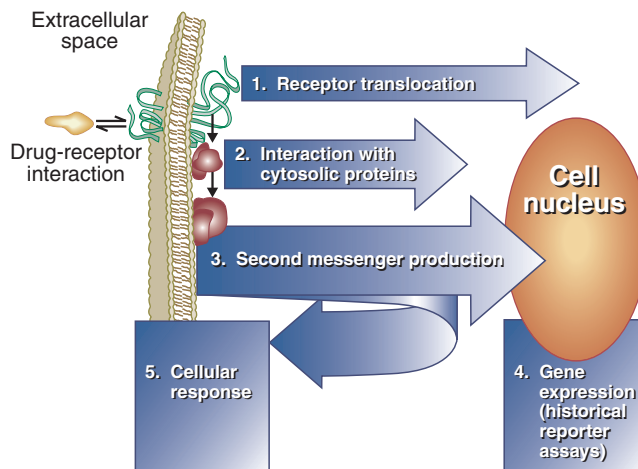 Extracellular
space
1. Receptor translocation
Drug-receptor
interaction
2. Interaction with
cytosolic proteins
Cell
nucleus
3. Second messenger production
5. Cellular
response
4. Gene
expression
(historical
reporter
assays)